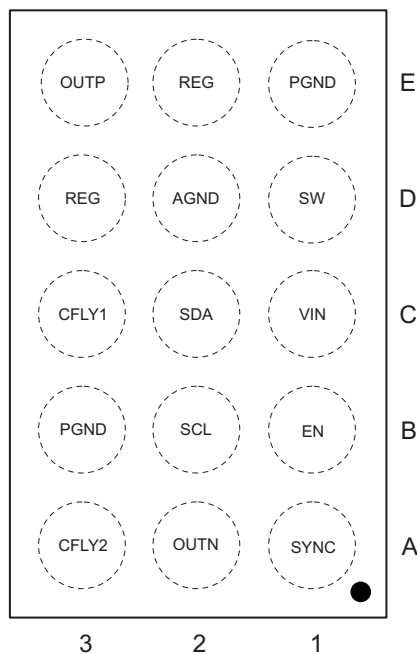 OUTP REG PGND E
REG AGND SW D
CFLY1 SDA VIN C
PGND SCL EN B
CFLY2 OUTN SYNC A
3 2 1